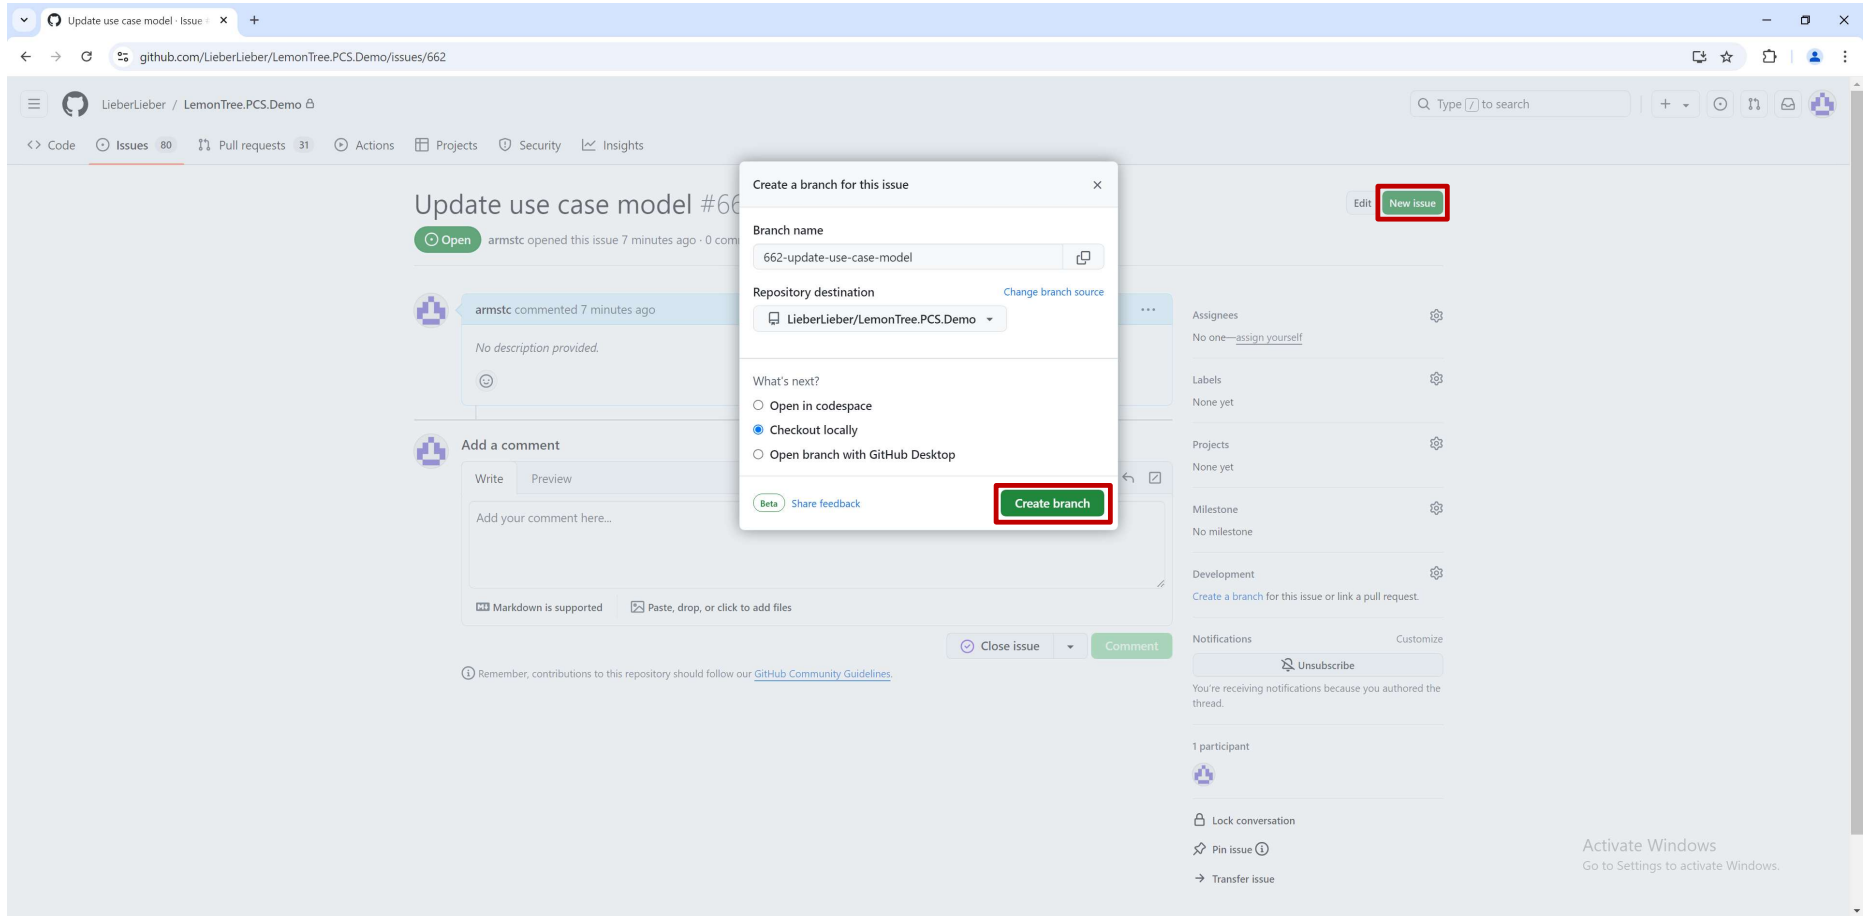 Update use case model · Issue
github.com/LieberLieber/LemonTree.PCS.Demo/issues/662
LieberLieber / LemonTree.PCS.Demo
Type / to search
<> Code Issues 80 Pull requests 31 Actions Projects Security Insights
Update use case model #66
Edit New issue
Open armstc opened this issue 7 minutes ago · 0 com
armstc commented 7 minutes ago
No description provided.
Add a comment
Write Preview
Add your comment here...
Markdown is supported Paste, drop, or click to add files
Close issue Comment
Remember, contributions to this repository should follow our GitHub Community Guidelines.
Create a branch for this issue
Branch name
662-update-use-case-model
Repository destination Change branch source
LieberLieber/LemonTree.PCS.Demo
What's next?
Open in codespace
Checkout locally
Open branch with GitHub Desktop
Beta Share feedback Create branch
Assignees
No one—assign yourself
Labels
None yet
Projects
None yet
Milestone
No milestone
Development
Create a branch for this issue or link a pull request.
Notifications Customize
Unsubscribe
You're receiving notifications because you authored the
thread.
1 participant
Lock conversation
Pin issue
Transfer issue
Activate Windows
Go to Settings to activate Windows.